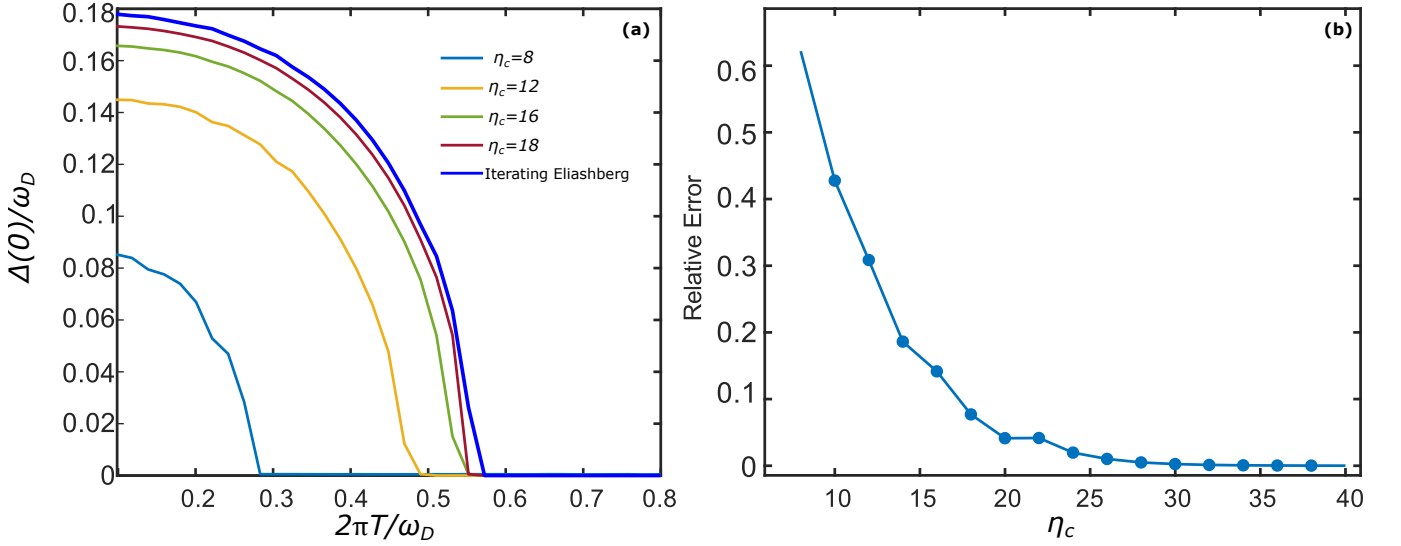 (a)
0.18
0.16
0.14
0.12
0.1
0.08
0.06
0.04
0.02
0
Δ(0)/ω_D
η_c=8
η_c=12
η_c=16
η_c=18
Iterating Eliashberg
0.2 0.3 0.4 0.5 0.6 0.7 0.8
2πT/ω_D
(b)
0.6
0.5
0.4
0.3
0.2
0.1
0
Relative Error
10 15 20 25 30 35 40
η_c